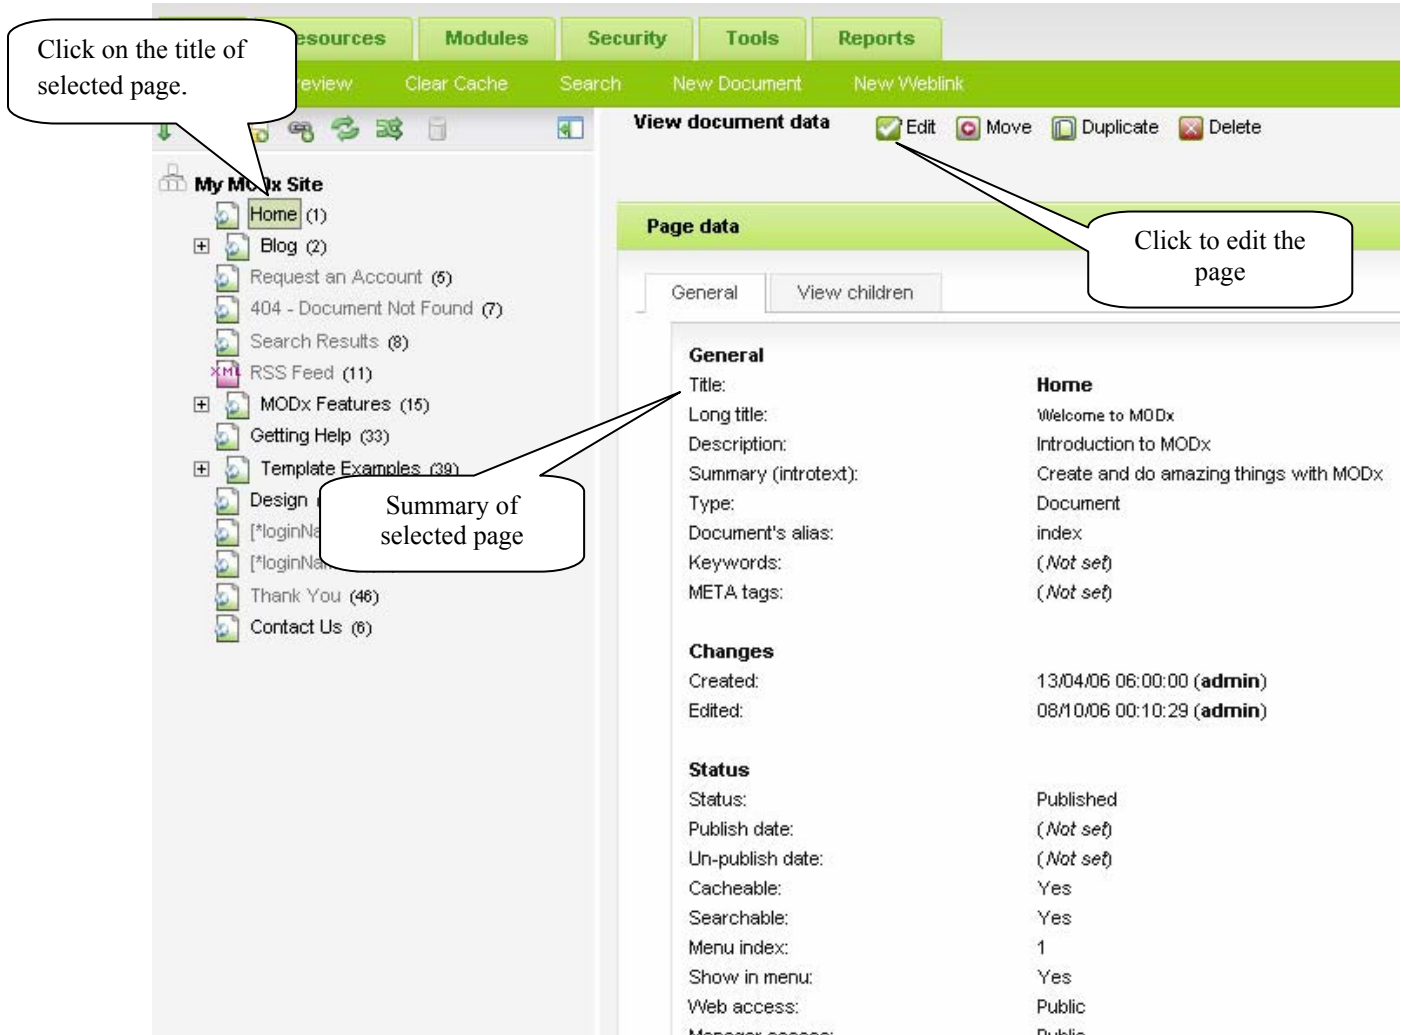 Click on the title of
selected page.
Modules
Security
Tools
Reports
Clear Cache
Search
New Document
New Weblink
View document data
Edit
Move
Duplicate
Delete
My MODx Site
Home (1)
Blog (2)
Request an Account (5)
404 - Document Not Found (7)
Search Results (8)
XML RSS Feed (11)
MODx Features (15)
Getting Help (33)
Template Examples (39)
Design
Thank You (46)
Contact Us (6)
Summary of
selected page
Click to edit the
page
Page data
General
View children
General
Title: Home
Long title: Welcome to MODx
Description: Introduction to MODx
Summary (introtext): Create and do amazing things with MODx
Type: Document
Document's alias: index
Keywords: (Not set)
META tags: (Not set)
Changes
Created: 13/04/06 06:00:00 (admin)
Edited: 08/10/06 00:10:29 (admin)
Status
Status: Published
Publish date: (Not set)
Un-publish date: (Not set)
Cacheable: Yes
Searchable: Yes
Menu index: 1
Show in menu: Yes
Web access: Public